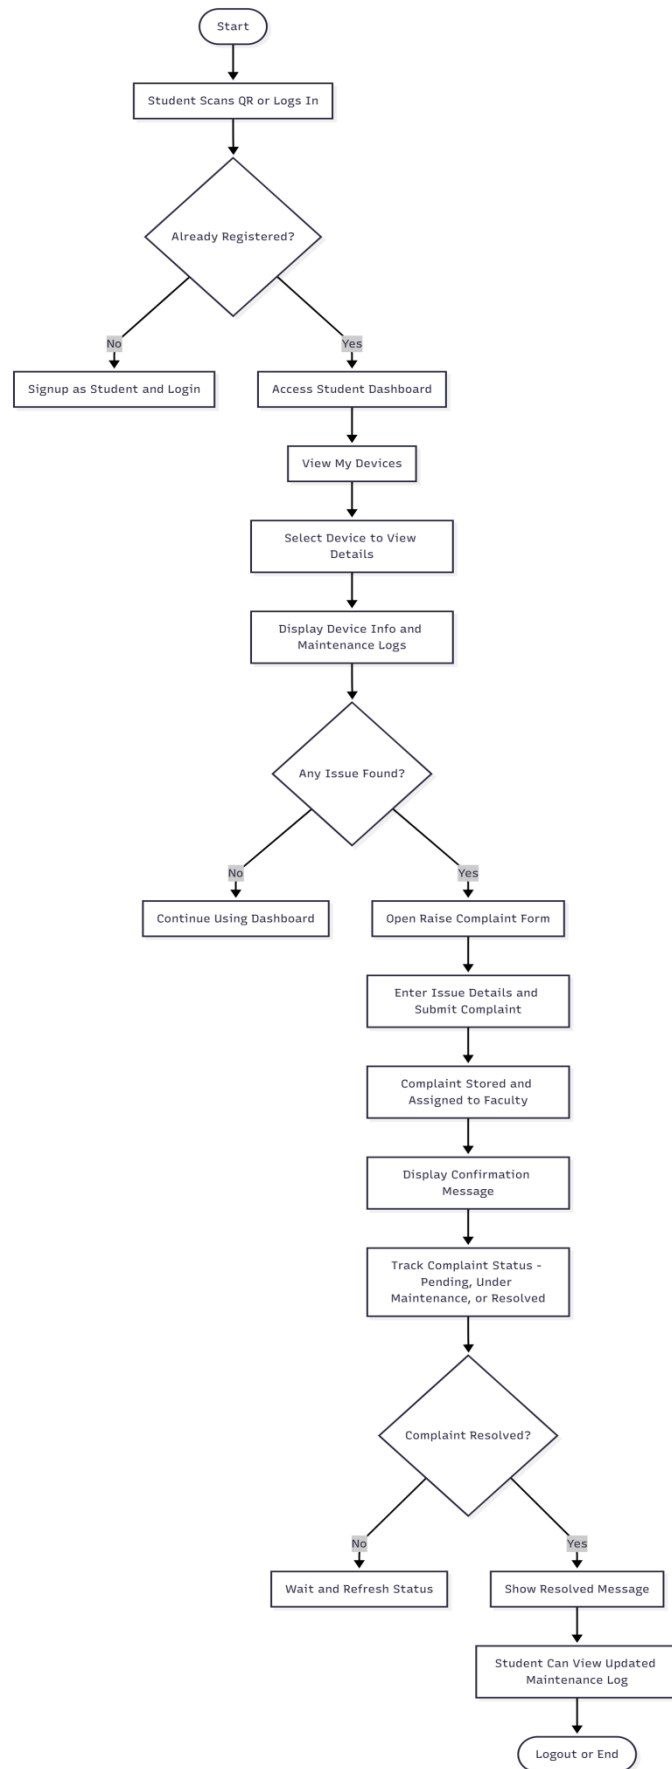 Start
Student Scans QR or Logs In
Already Registered?
No
Yes
Signup as Student and Login
Access Student Dashboard
View My Devices
Select Device to View
Details
Display Device Info and
Maintenance Logs
Any Issue Found?
No
Yes
Continue Using Dashboard
Open Raise Complaint Form
Enter Issue Details and
Submit Complaint
Complaint Stored and
Assigned to Faculty
Display Confirmation
Message
Track Complaint Status -
Pending, Under
Maintenance, or Resolved
Complaint Resolved?
No
Yes
Wait and Refresh Status
Show Resolved Message
Student Can View Updated
Maintenance Log
Logout or End